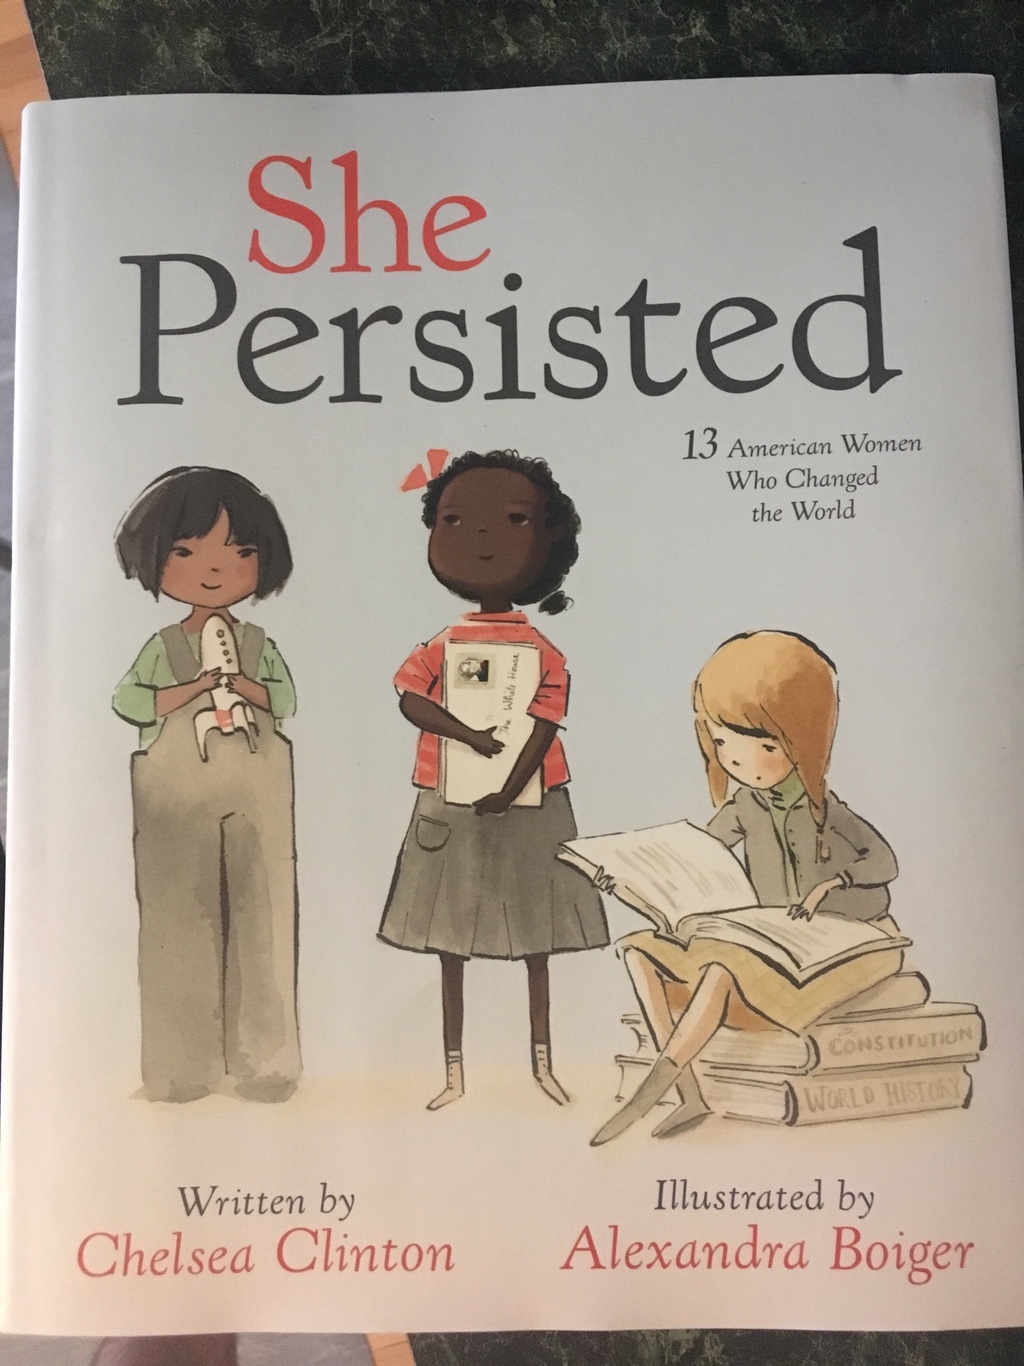 She
Persisted
13 American Women
Who Changed
the World
The White House
CONSTITUTION
WORLD HISTORY
Written by
Chelsea Clinton
Illustrated by
Alexandra Boiger